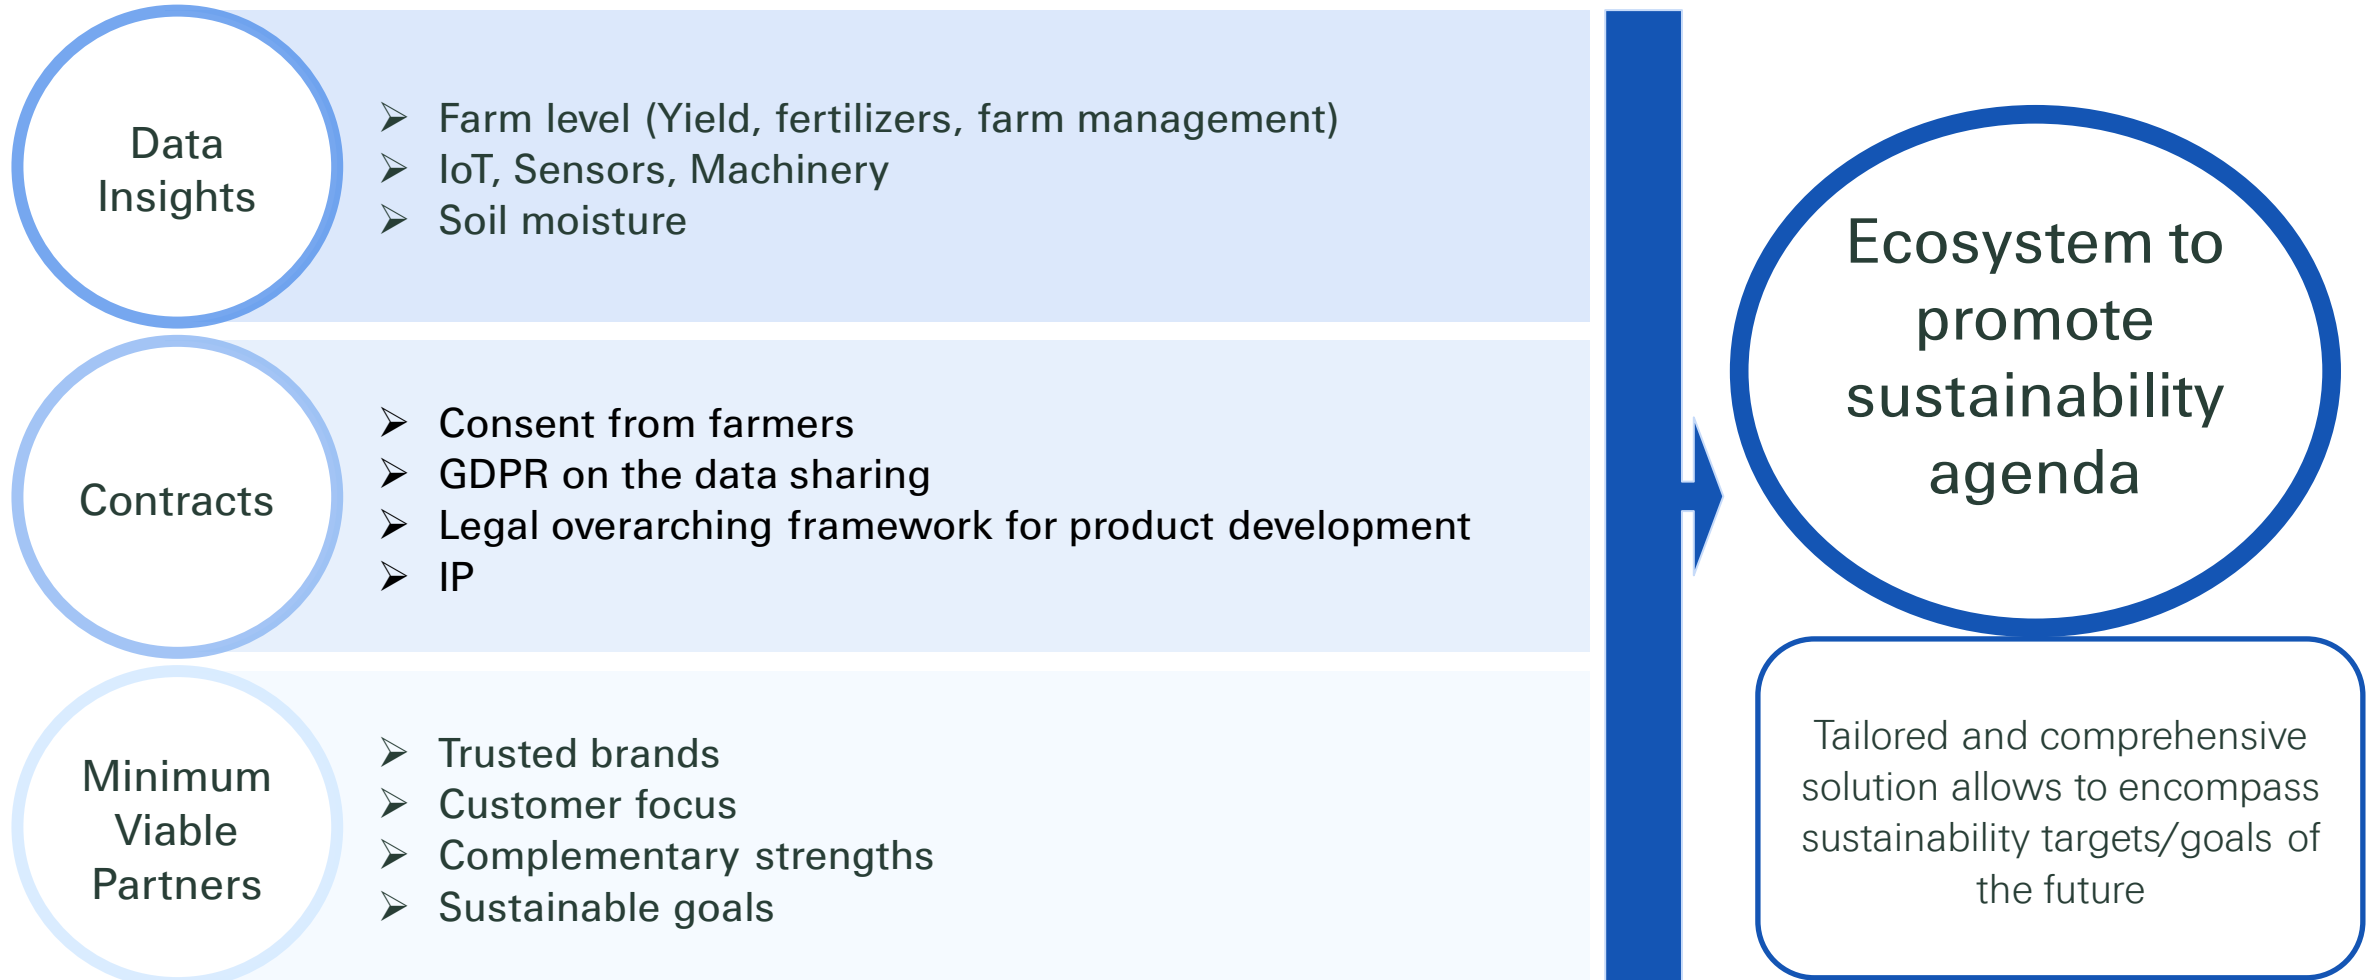 Data
Insights
Farm level (Yield, fertilizers, farm management)
IoT, Sensors, Machinery
Soil moisture
Contracts
Consent from farmers
GDPR on the data sharing
Legal overarching framework for product development
IP
Minimum
Viable
Partners
Trusted brands
Customer focus
Complementary strengths
Sustainable goals
Ecosystem to
promote
sustainability
agenda
Tailored and comprehensive
solution allows to encompass
sustainability targets/goals of
the future